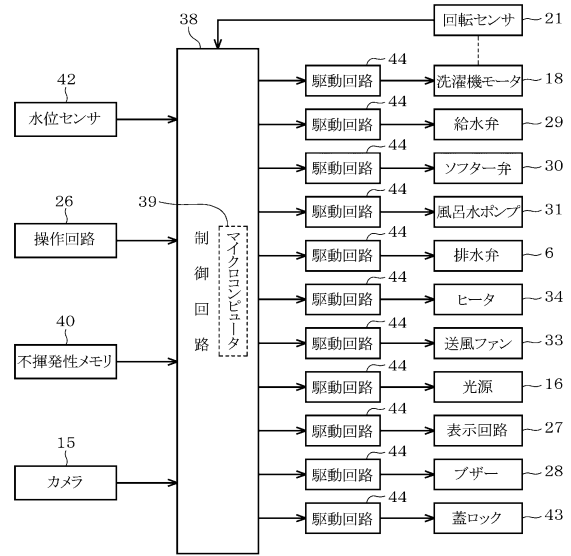 38
回転センサ 21
44
駆動回路 洗濯機モータ 18
42
水位センサ
44
駆動回路 給水弁 29
44
駆動回路 ソフター弁 30
44
駆動回路 風呂水ポンプ 31
26
操作回路
39
制御回路
マイクロコンピュータ
44
駆動回路 排水弁 6
44
駆動回路 ヒータ 34
40
不揮発性メモリ
44
駆動回路 送風ファン 33
44
駆動回路 光源 16
44
駆動回路 表示回路 27
15
カメラ
44
駆動回路 ブザー 28
44
駆動回路 蓋ロック 43